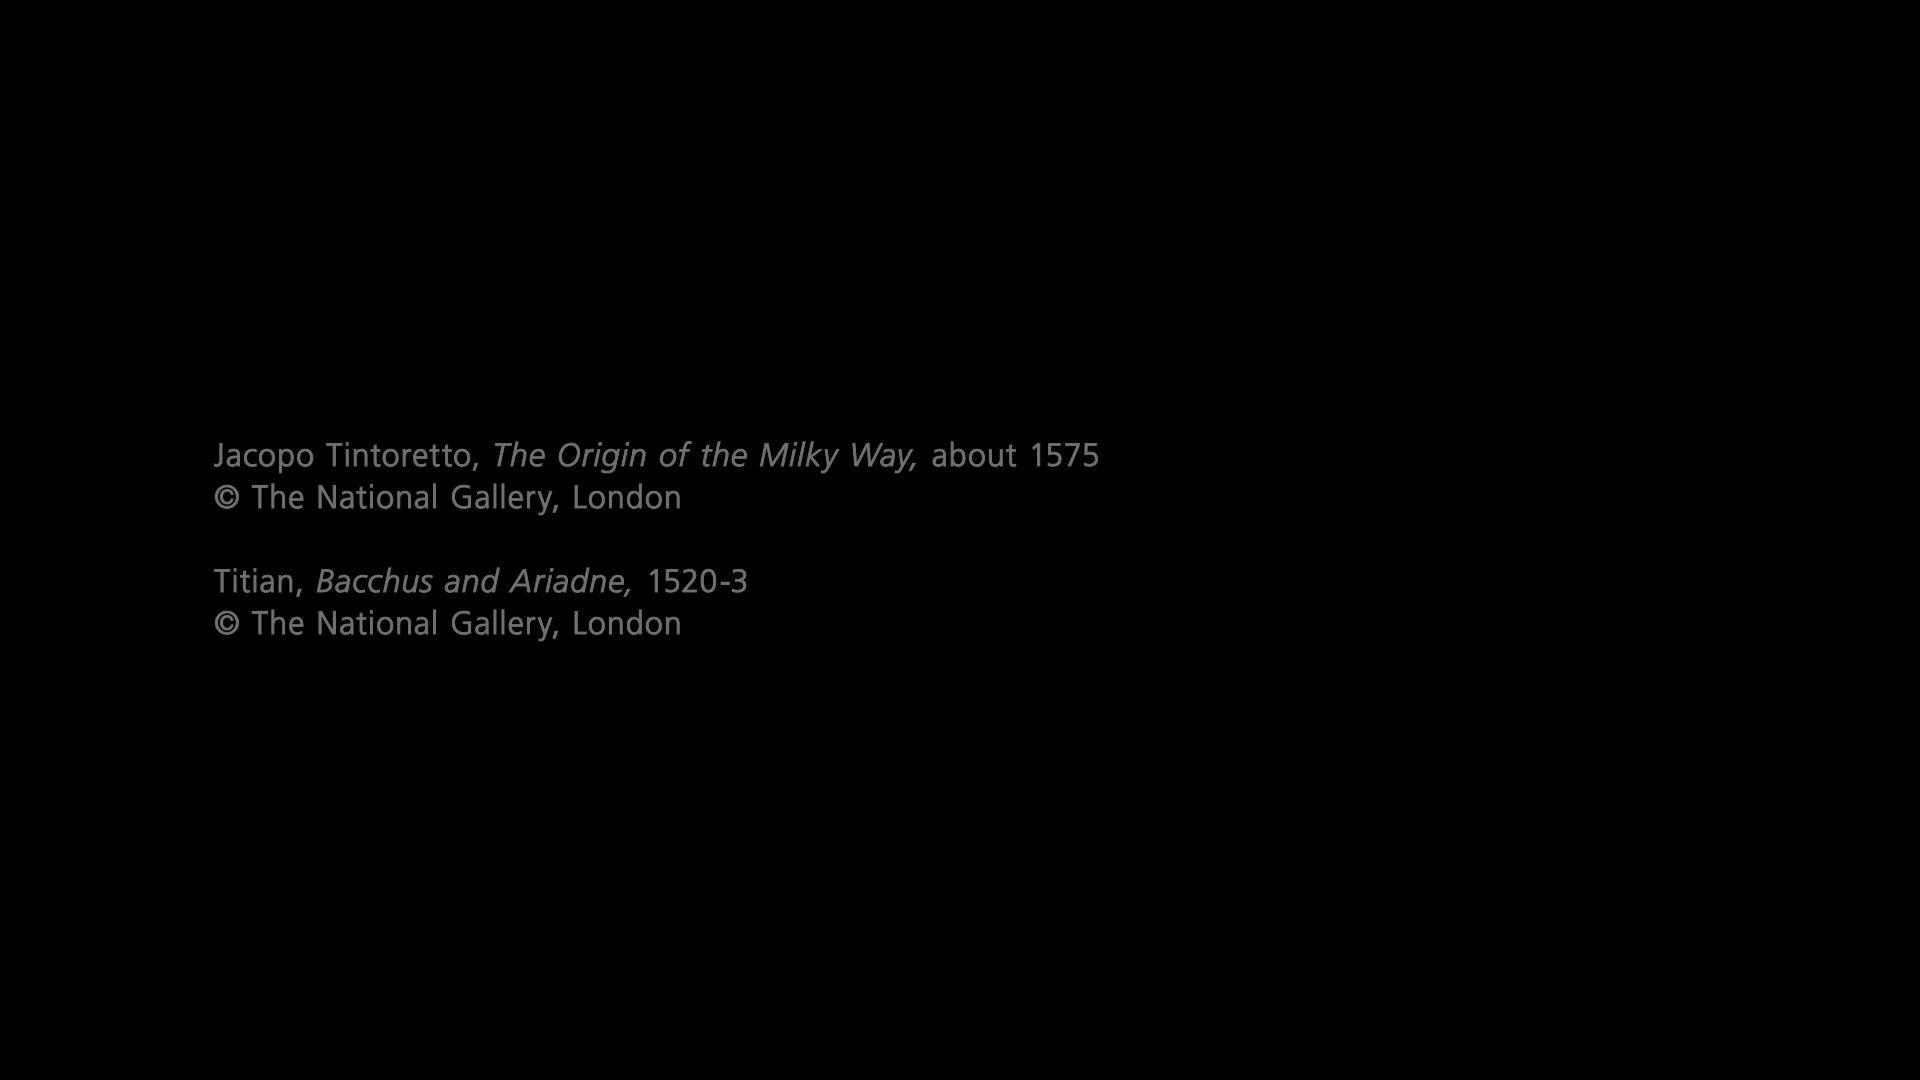 Jacopo Tintoretto, The Origin of the Milky Way, about 1575
© The National Gallery, London
Titian, Bacchus and Ariadne, 1520-3
© The National Gallery, London